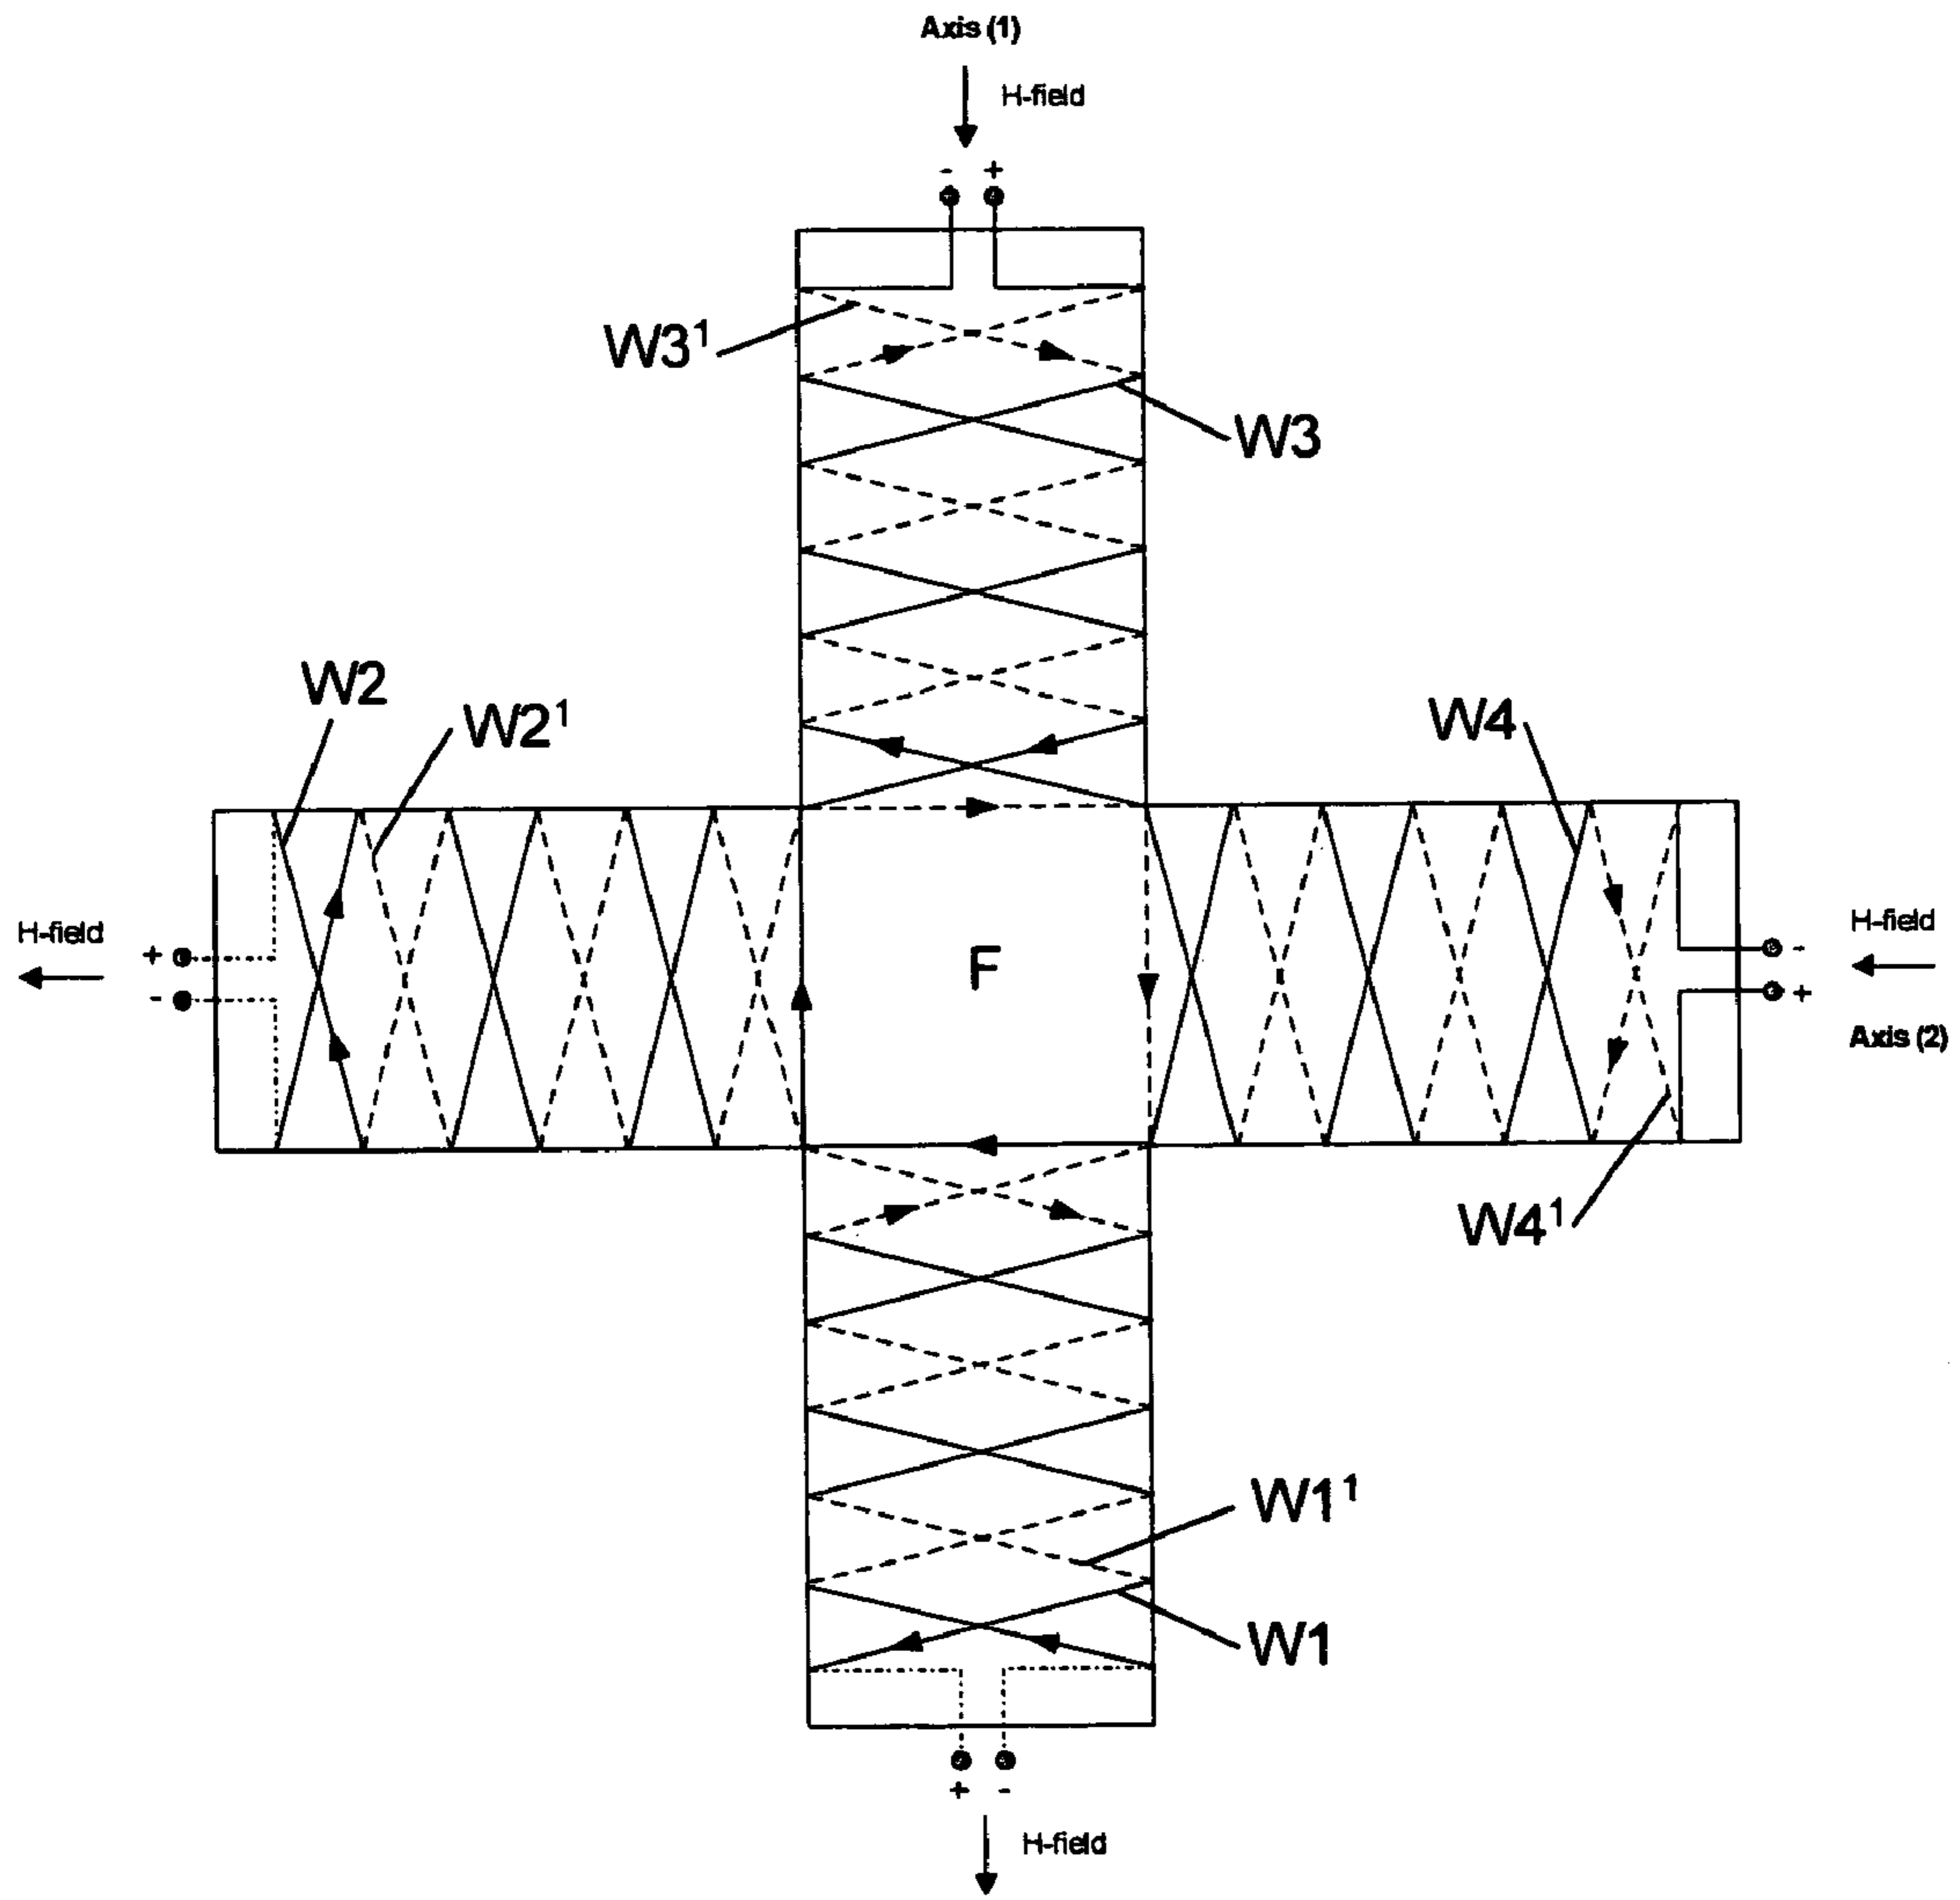 Axis (1)
H-field
- +
W3¹
W3
W2
W2¹
W4
H-field
+
-
F
H-field
-
+
Axis (2)
W4¹
W1¹
W1
+ -
H-field